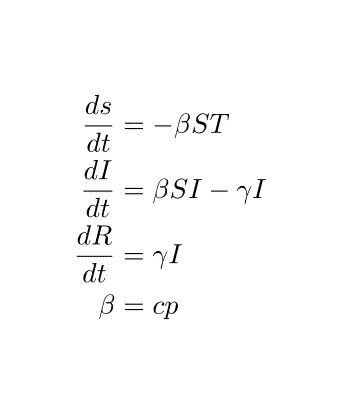 ds/dt = −βST
dI/dt = βSI − γI
dR/dt = γI
β = cp